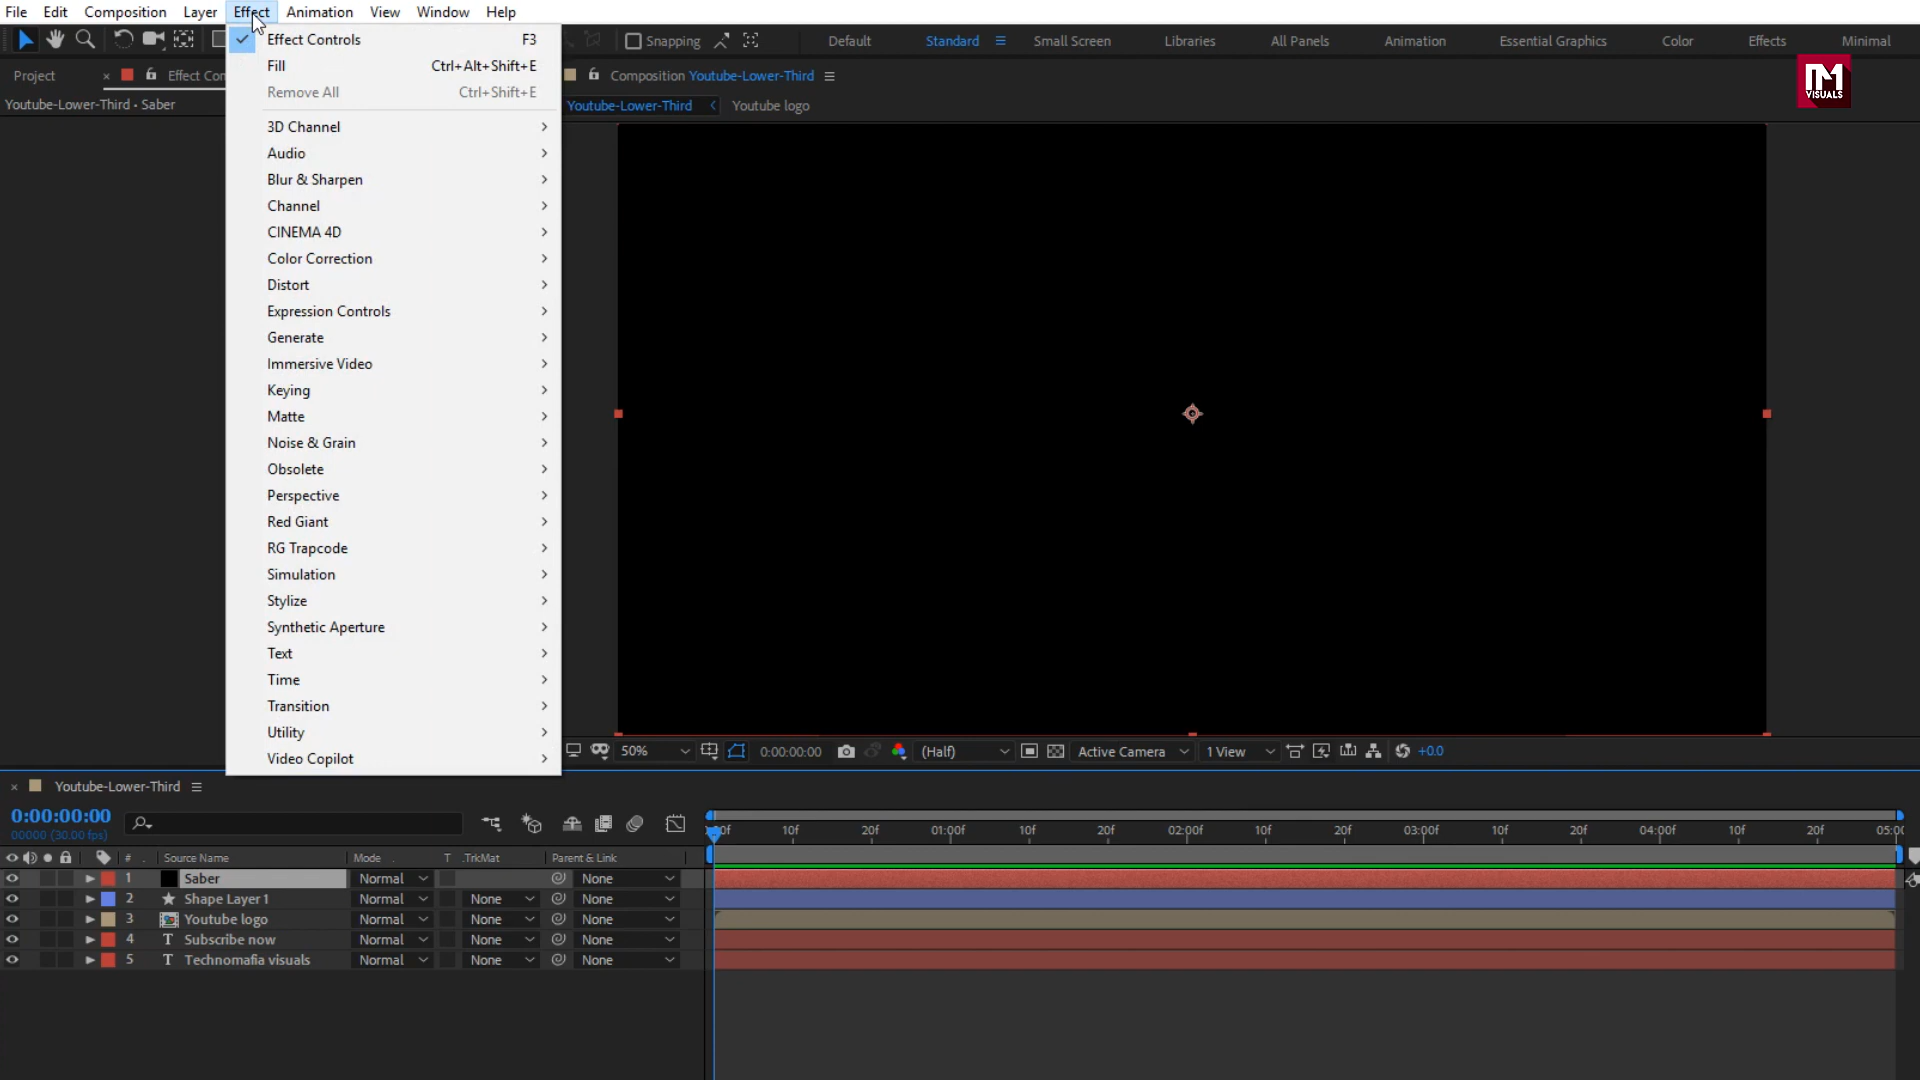 File Edit Composition Layer Effect Animation View Window Help
Snapping Default Standard Small Screen Libraries All Panels Animation Essential Graphics Color Effects Minimal
Project × Effect Con
Youtube-Lower-Third • Saber
Effect Controls F3
Fill Ctrl+Alt+Shift+E
Remove All Ctrl+Shift+E
3D Channel
Audio
Blur & Sharpen
Channel
CINEMA 4D
Color Correction
Distort
Expression Controls
Generate
Immersive Video
Keying
Matte
Noise & Grain
Obsolete
Perspective
Red Giant
RG Trapcode
Simulation
Stylize
Synthetic Aperture
Text
Time
Transition
Utility
Video Copilot
Composition Youtube-Lower-Third
Youtube-Lower-Third Youtube logo
VISUALS
50% 0:00:00:00 (Half) Active Camera 1 View +0.0
× Youtube-Lower-Third
0:00:00:00
00000 (30.00 fps)
10f 20f 01:00f 10f 20f 02:00f 10f 20f 03:00f 10f 20f 04:00f 10f 20f 05:00
# Source Name Mode T .TrkMat Parent & Link
1 Saber Normal None
2 Shape Layer 1 Normal None None
3 Youtube logo Normal None None
4 T Subscribe now Normal None None
5 T Technomafia visuals Normal None None